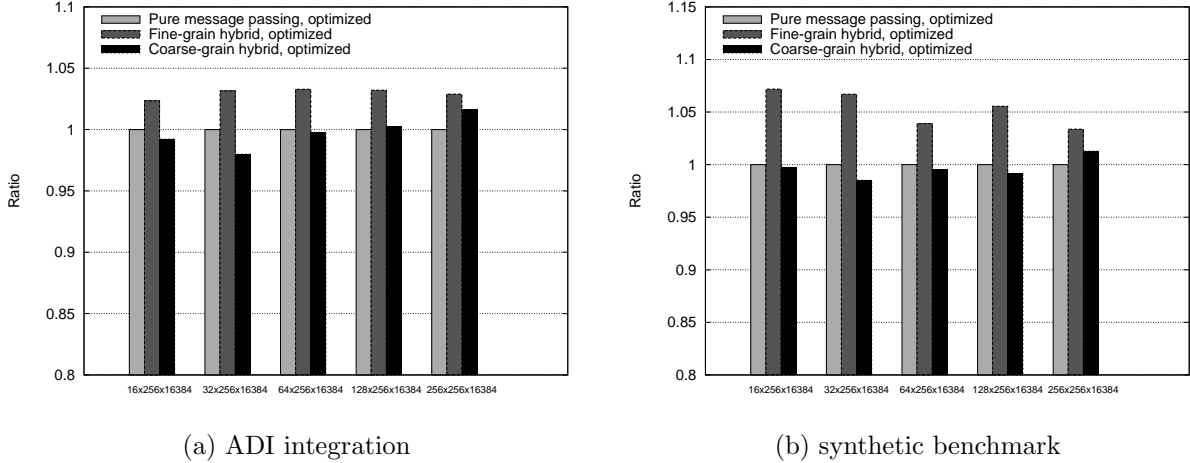 1.1
1.05
1
0.95
0.9
0.85
0.8
Ratio
Pure message passing, optimized
Fine-grain hybrid, optimized
Coarse-grain hybrid, optimized
16x256x16384 32x256x16384 64x256x16384 128x256x16384 256x256x16384
(a) ADI integration
1.15
1.1
1.05
1
0.95
0.9
0.85
0.8
Ratio
Pure message passing, optimized
Fine-grain hybrid, optimized
Coarse-grain hybrid, optimized
16x256x16384 32x256x16384 64x256x16384 128x256x16384 256x256x16384
(b) synthetic benchmark